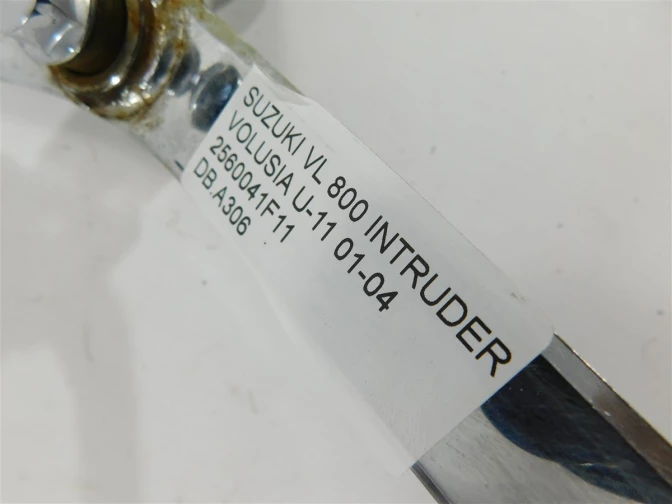 SUZUKI VL 800 INTRUDER
VOLUSIA U-11 01-04
2560041F11
DB.A306